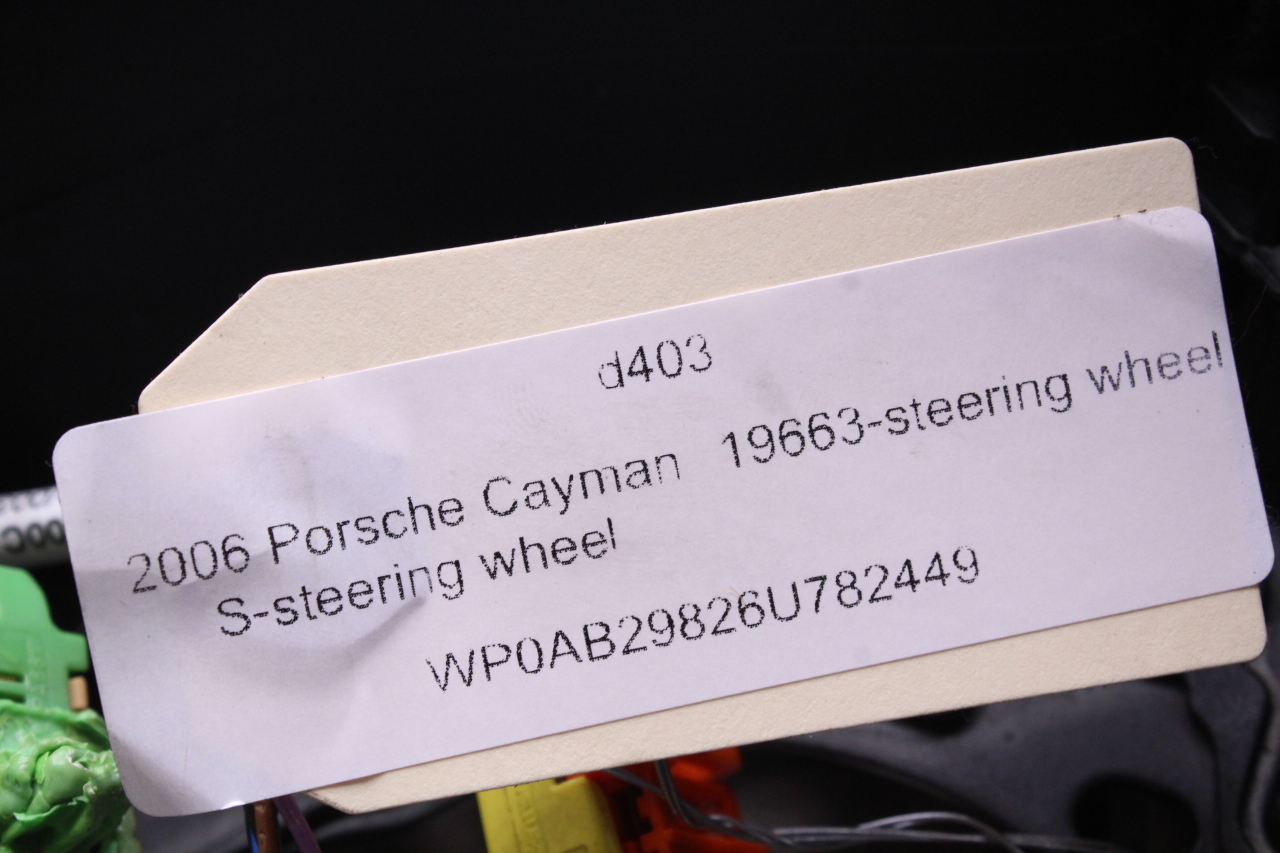 d403
2006 Porsche Cayman 19663-steering wheel
S-steering wheel
WP0AB29826U782449